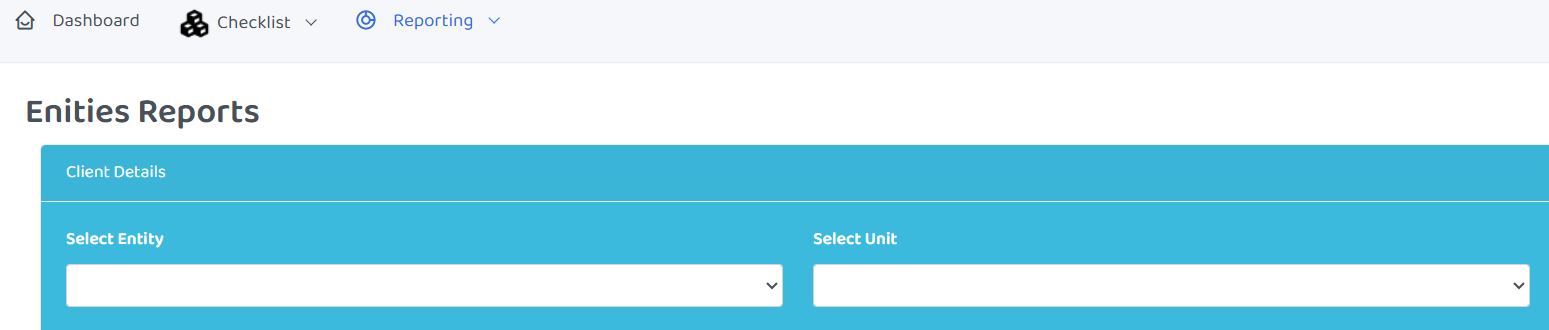 Dashboard Checklist Reporting
Enities Reports
Client Details
Select Entity Select Unit